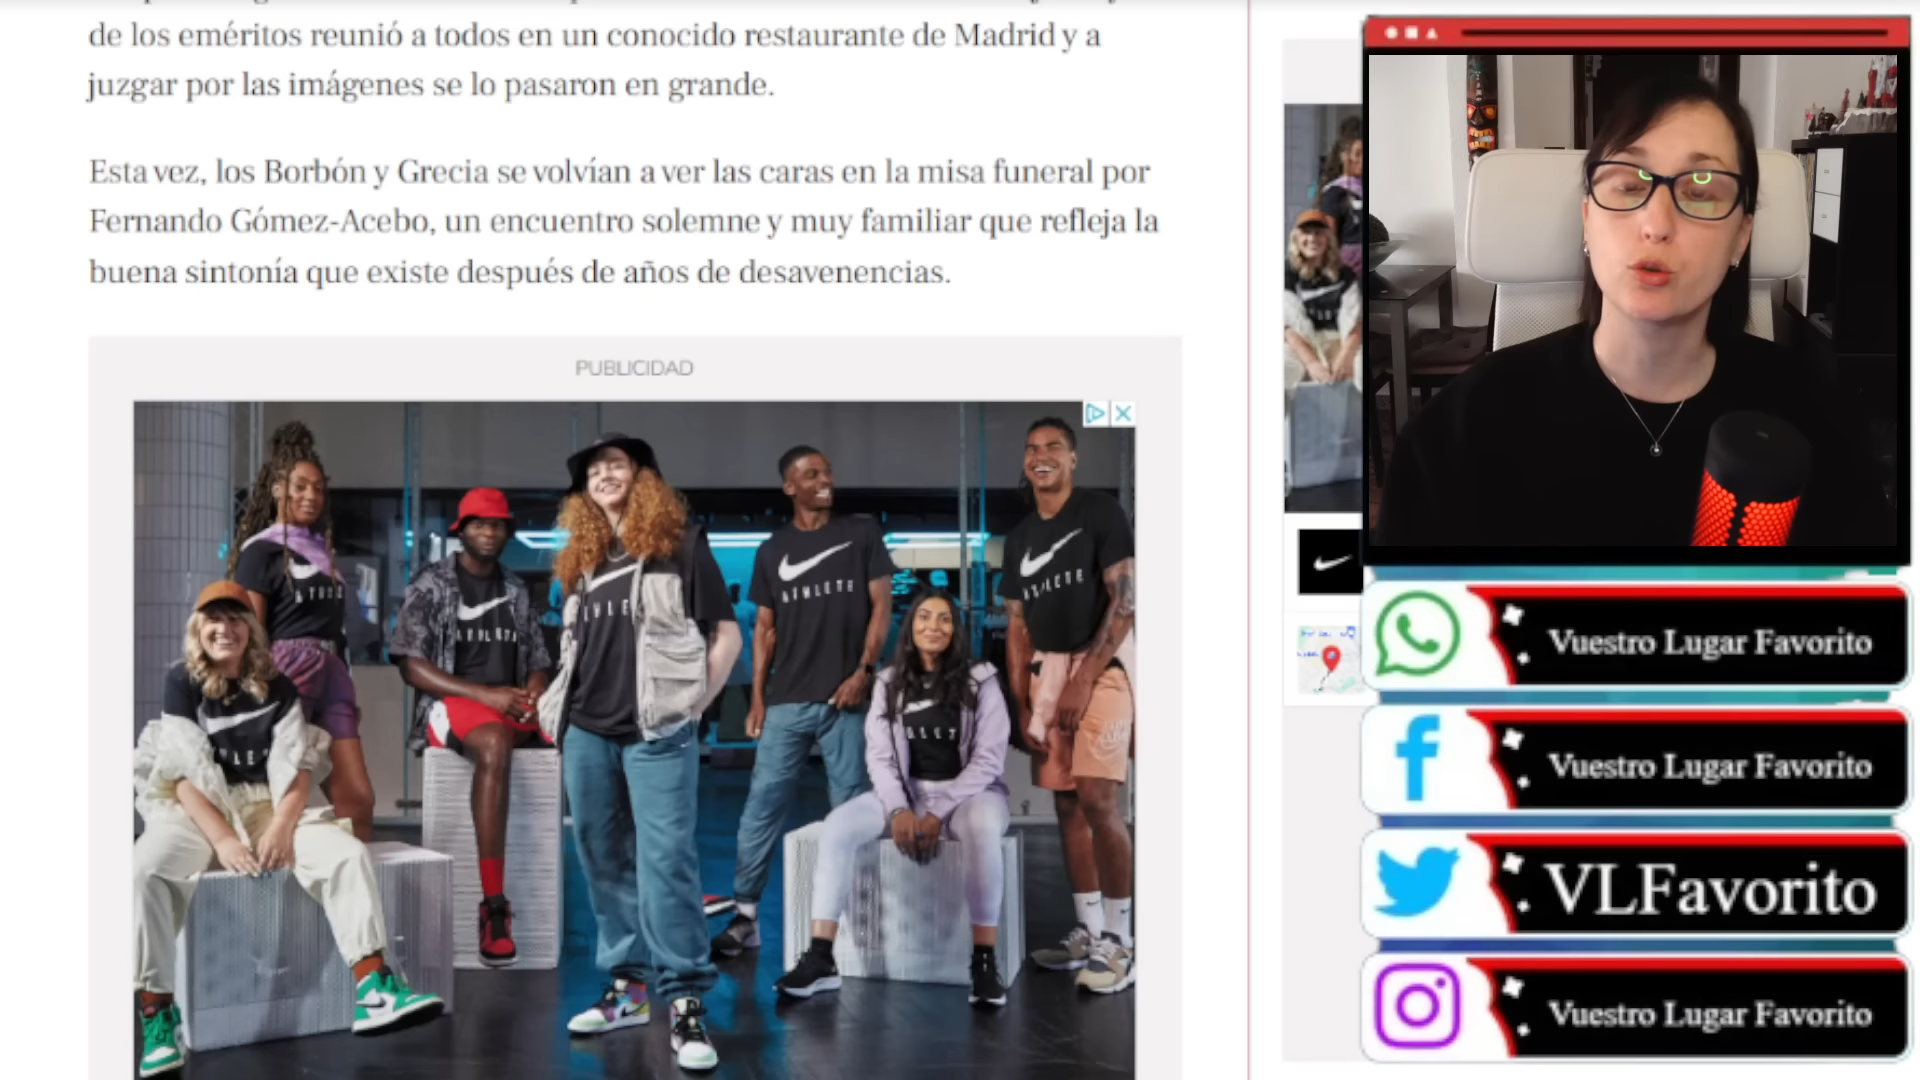 de los eméritos reunió a todos en un conocido restaurante de Madrid y a
juzgar por las imágenes se lo pasaron en grande.
Esta vez, los Borbón y Grecia se volvían a ver las caras en la misa funeral por
Fernando Gómez-Acebo, un encuentro solemne y muy familiar que refleja la
buena sintonía que existe después de años de desavenencias.
PUBLICIDAD
ATHLETE
ATHLETE
Vuestro Lugar Favorito
Vuestro Lugar Favorito
VLFavorito
Vuestro Lugar Favorito